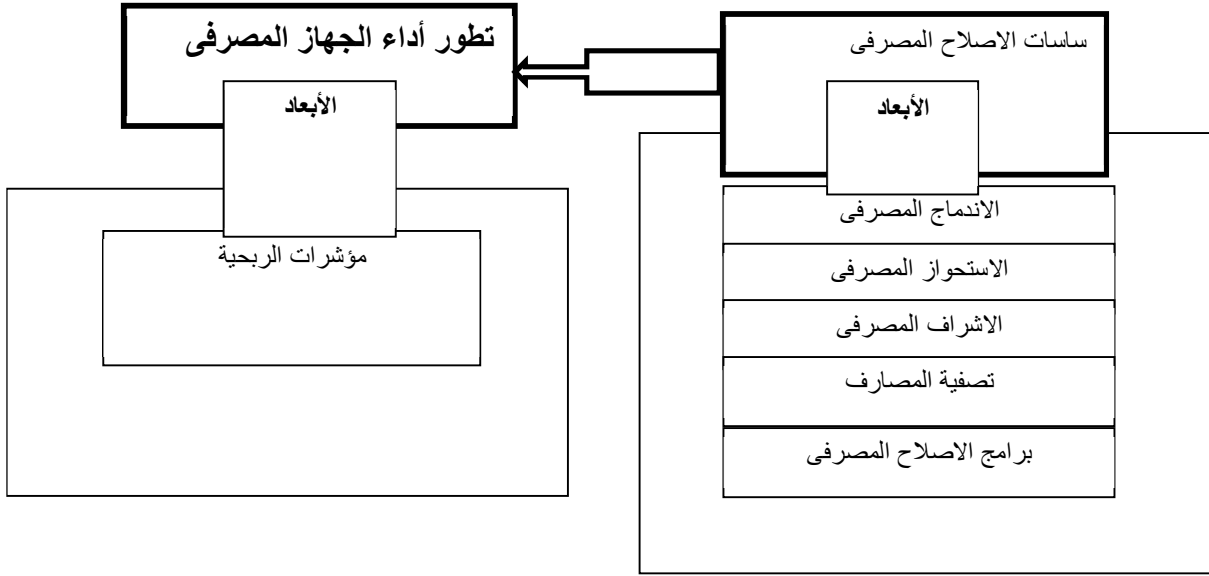 ساسات الاصلاح المصرفى
الأبعاد
الاندماج المصرفى
الاستحواز المصرفى
الاشراف المصرفى
تصفية المصارف
برامج الاصلاح المصرفى
تطور أداء الجهاز المصرفى
الأبعاد
مؤشرات الربحية